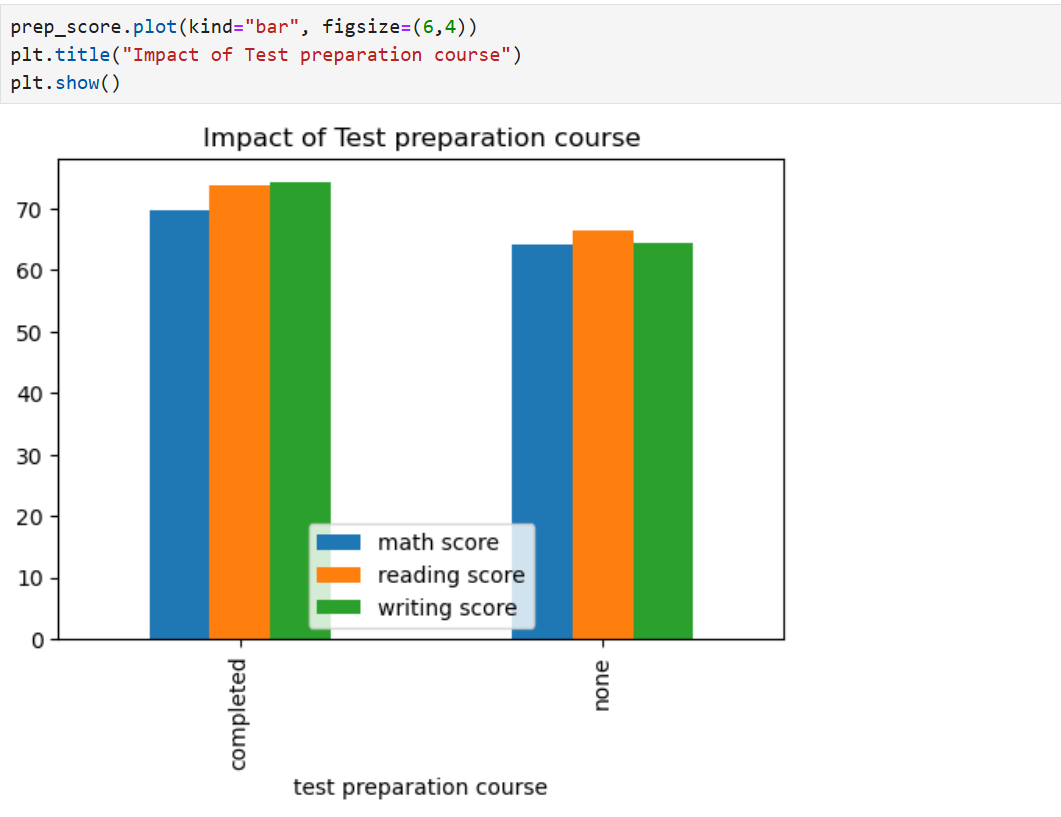 prep_score.plot(kind="bar", figsize=(6,4))
plt.title("Impact of Test preparation course")
plt.show()
Impact of Test preparation course
70
60
50
40
30
20
10
0
math score
reading score
writing score
completed
none
test preparation course